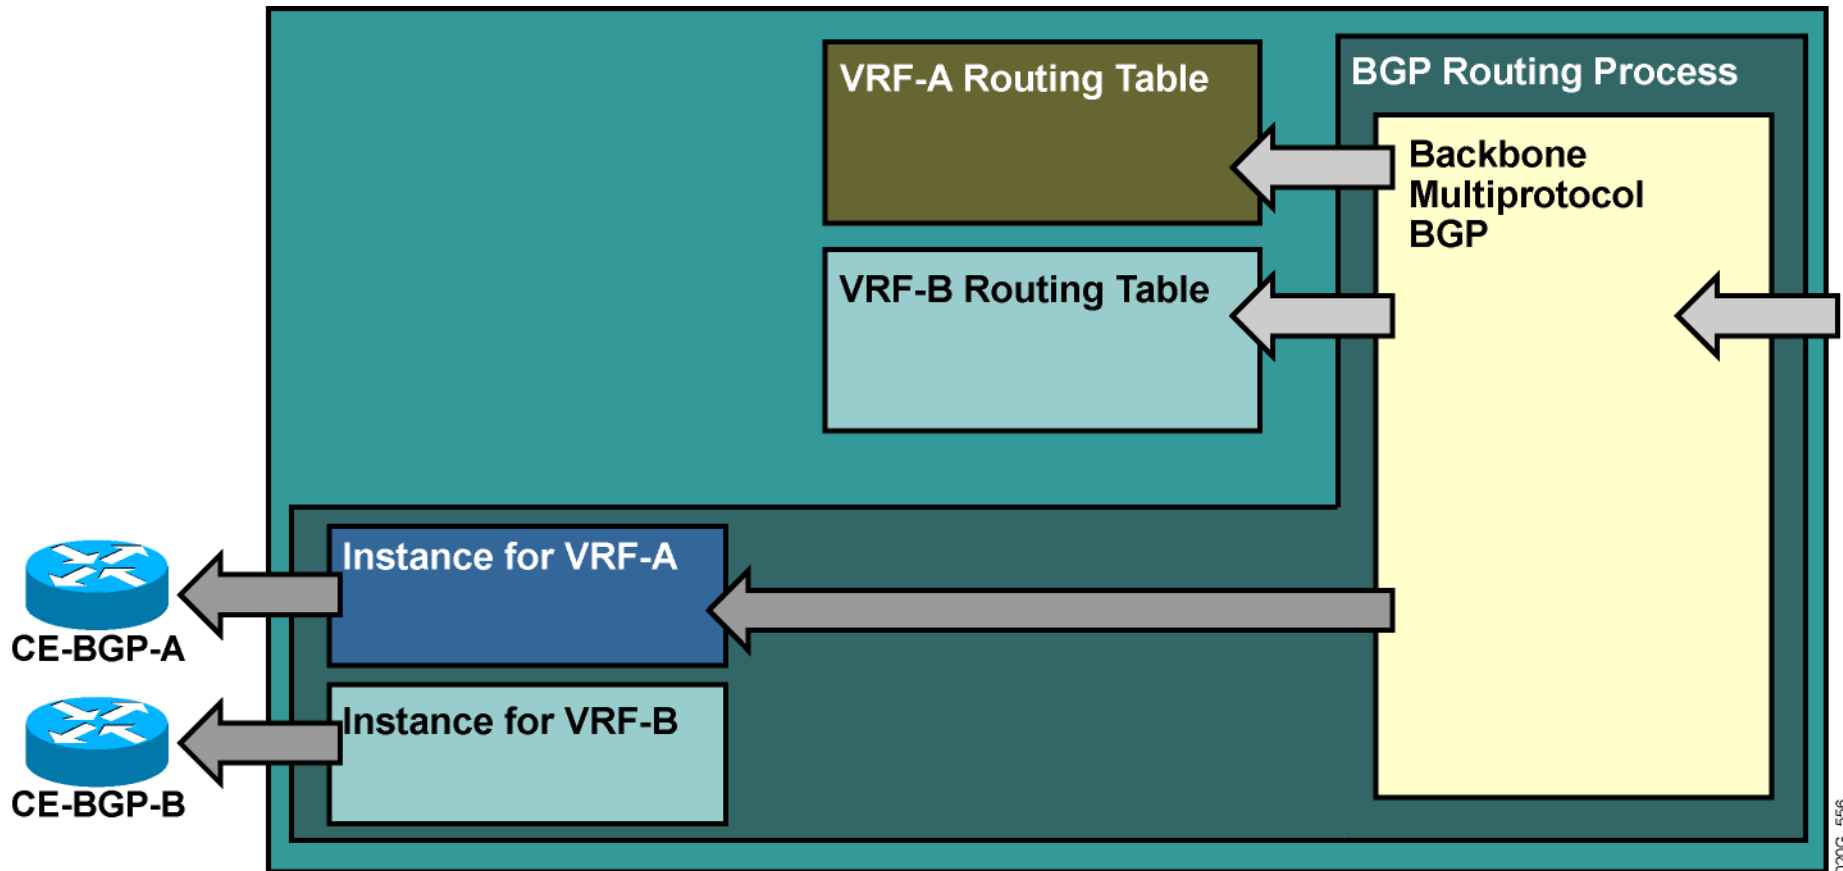 VRF-A Routing Table
BGP Routing Process
Backbone
Multiprotocol
BGP
VRF-B Routing Table
Instance for VRF-A
CE-BGP-A
Instance for VRF-B
CE-BGP-B